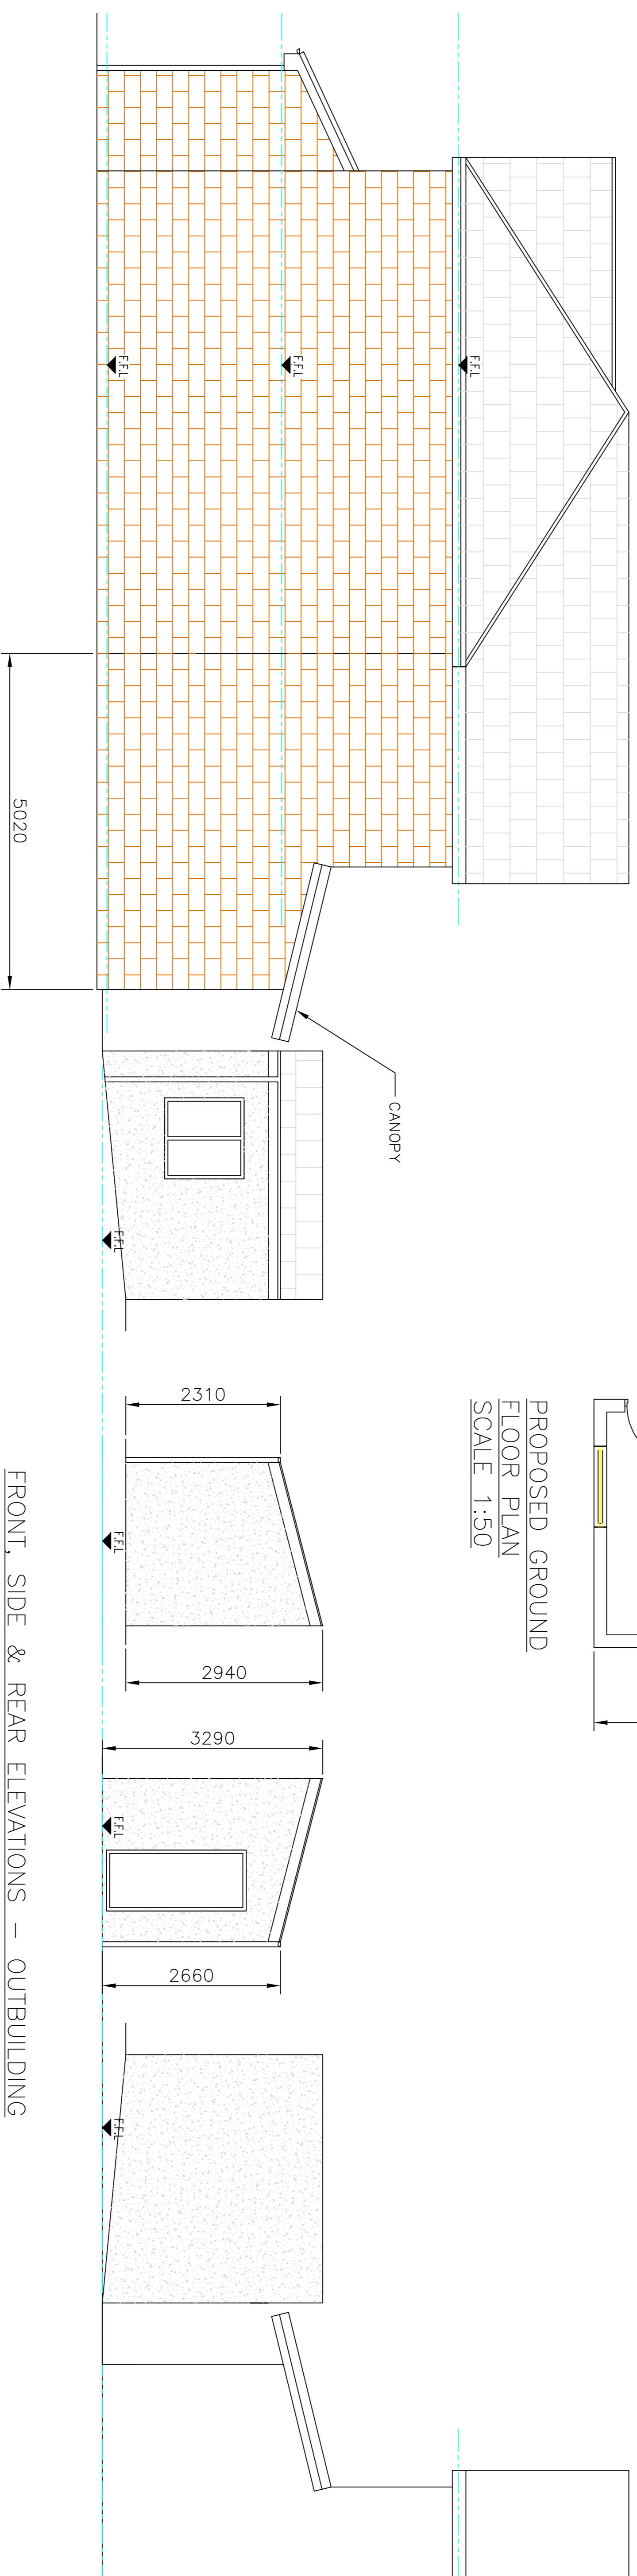 F.F.L
F.F.L
F.F.L
5020
CANOPY
F.F.L
PROPOSED GROUND
FLOOR PLAN
SCALE 1:50
2310
F.F.L
2940
3290
F.F.L
2660
F.F.L
FRONT, SIDE & REAR ELEVATIONS - OUTBUILDING